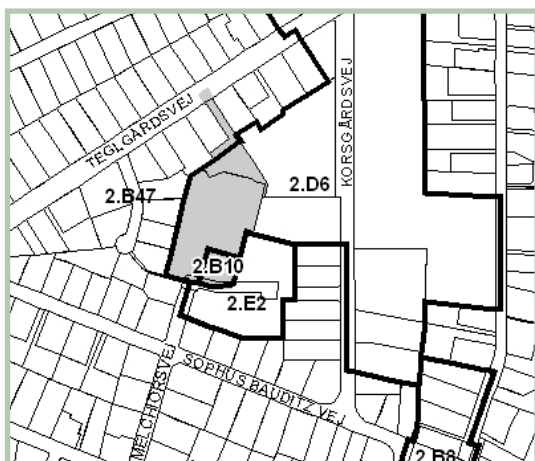 TEGLGÅRDSVEJ
KORSGÅRDSVEJ
2.D6
2.B47
2.B10
2.E2
SOPHUS BAUDITZ VEJ
MELCHIORSVEJ
2.B8